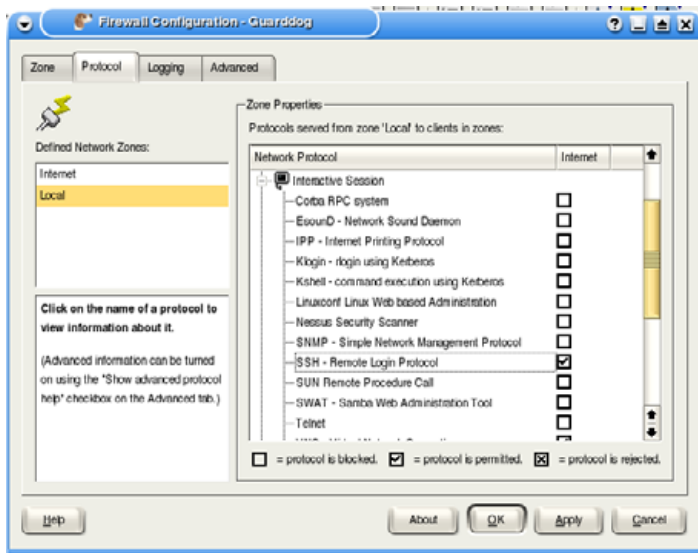 Firewall Configuration - Guarddog
Zone
Protocol
Logging
Advanced
Defined Network Zones:
Internet
Local
Click on the name of a protocol to
view information about it.
(Advanced information can be turned
on using the "Show advanced protocol
help" checkbox on the Advanced tab.)
Zone Properties
Protocols served from zone 'Local' to clients in zones:
Network Protocol
Internet
Interactive Session
Corba RPC system
EsounD - Network Sound Daemon
IPP - Internet Printing Protocol
Klogin - rlogin using Kerberos
Kshell - command execution using Kerberos
Linuxconf Linux Web based Administration
Nessus Security Scanner
SNMP - Simple Network Management Protocol
SSH - Remote Login Protocol
SUN Remote Procedure Call
SWAT - Samba Web Administration Tool
Telnet
= protocol is blocked.
= protocol is permitted.
= protocol is rejected.
Help
About
OK
Apply
Cancel